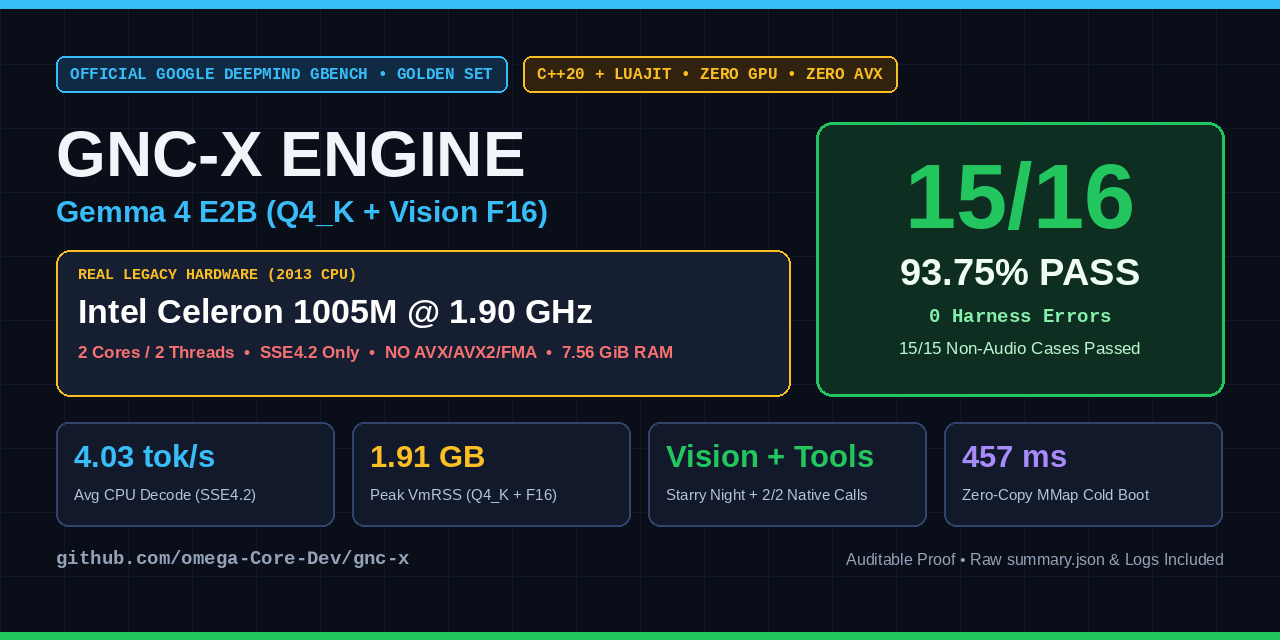 OFFICIAL GOOGLE DEEPMIND GBENCH • GOLDEN SET
C++20 + LUAJIT • ZERO GPU • ZERO AVX
GNC-X ENGINE
Gemma 4 E2B (Q4_K + Vision F16)
REAL LEGACY HARDWARE (2013 CPU)
Intel Celeron 1005M @ 1.90 GHz
2 Cores / 2 Threads • SSE4.2 Only • NO AVX/AVX2/FMA • 7.56 GiB RAM
15/16
93.75% PASS
0 Harness Errors
15/15 Non-Audio Cases Passed
4.03 tok/s
Avg CPU Decode (SSE4.2)
1.91 GB
Peak VmRSS (Q4_K + F16)
Vision + Tools
Starry Night + 2/2 Native Calls
457 ms
Zero-Copy MMap Cold Boot
github.com/omega-Core-Dev/gnc-x
Auditable Proof • Raw summary.json & Logs Included